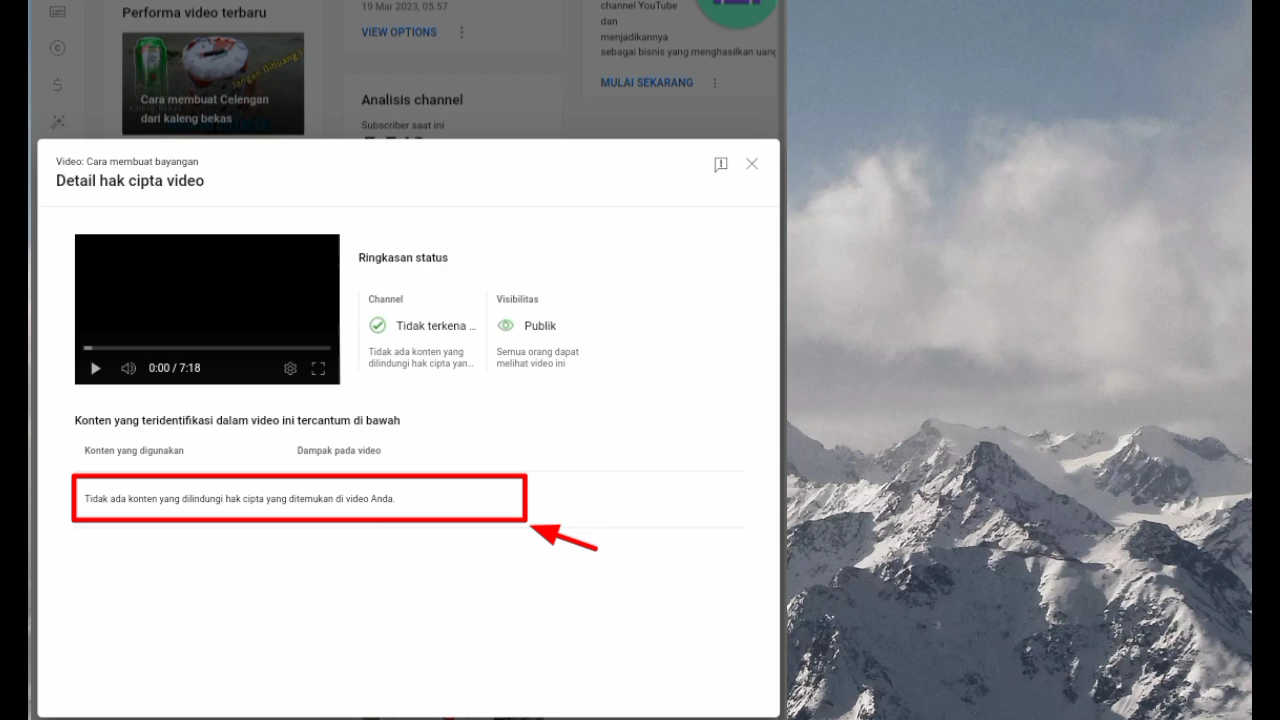 Performa video terbaru
Jangan Dibuang !
Cara membuat Celengan
dari kaleng bekas
19 Mar 2023, 05.57
VIEW OPTIONS
Analisis channel
Subscriber saat ini
channel YouTube
dan
menjadikannya
sebagai bisnis yang menghasilkan uang
MULAI SEKARANG
Video: Cara membuat bayangan
Detail hak cipta video
0:00 / 7:18
Ringkasan status
Channel
Tidak terkena ...
Tidak ada konten yang
dilindungi hak cipta yan...
Visibilitas
Publik
Semua orang dapat
melihat video ini
Konten yang teridentifikasi dalam video ini tercantum di bawah
Konten yang digunakan
Dampak pada video
Tidak ada konten yang dilindungi hak cipta yang ditemukan di video Anda.